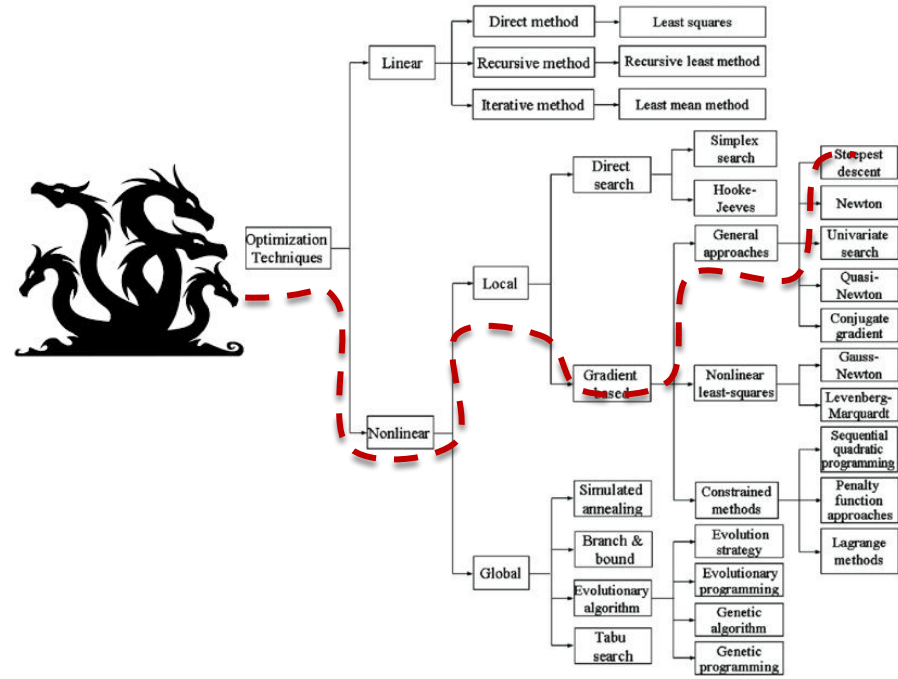 Optimization
Techniques
Linear
Direct method
Least squares
Recursive method
Recursive least method
Iterative method
Least mean method
Nonlinear
Local
Direct
search
Simplex
search
Hooke-
Jeeves
Gradient
based
General
approaches
Steepest
descent
Newton
Univariate
search
Quasi-
Newton
Conjugate
gradient
Nonlinear
least-squares
Gauss-
Newton
Levenberg-
Marquardt
Constrained
methods
Sequential
quadratic
programming
Penalty
function
approaches
Lagrange
methods
Global
Simulated
annealing
Branch &
bound
Evolutionary
algorithm
Evolution
strategy
Evolutionary
programming
Genetic
algorithm
Genetic
programming
Tabu
search